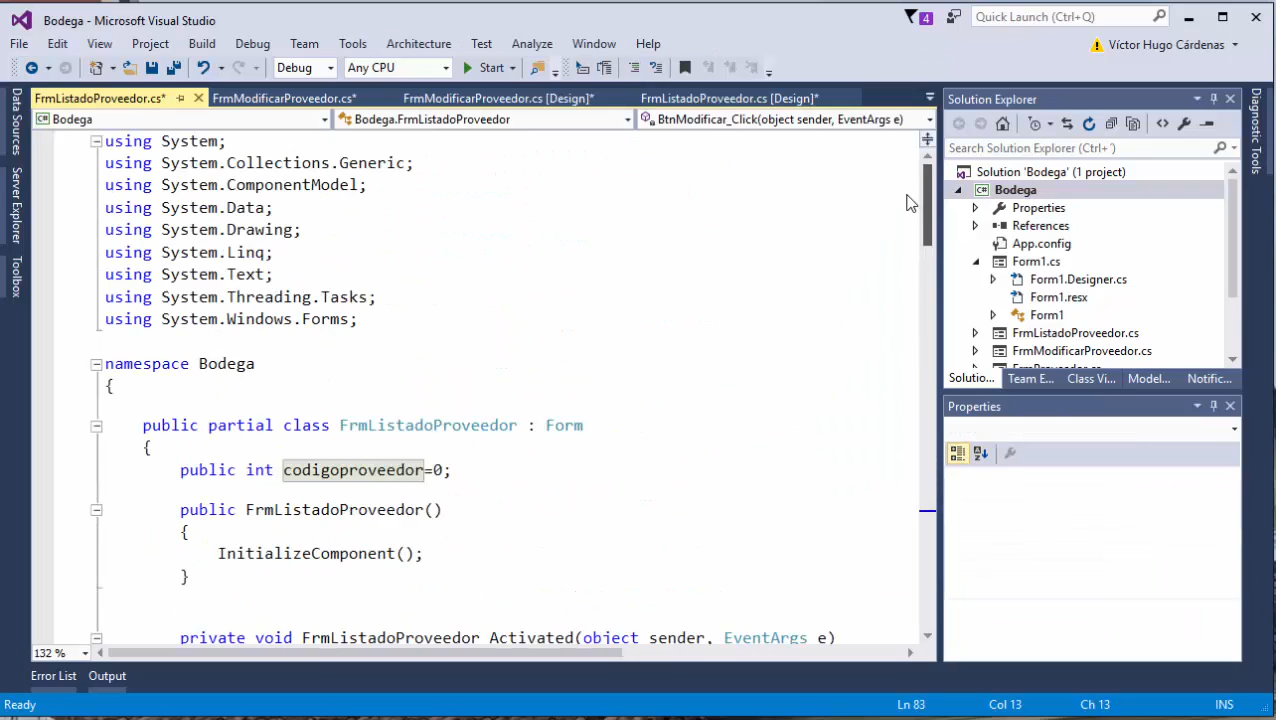 Bodega - Microsoft Visual Studio
4
Quick Launch (Ctrl+Q)
File Edit View Project Build Debug Team Tools Architecture Test Analyze Window Help
Víctor Hugo Cárdenas
Debug Any CPU Start
FrmListadoProveedor.cs* FrmModificarProveedor.cs* FrmModificarProveedor.cs [Design]* FrmListadoProveedor.cs [Design]*
Bodega Bodega.FrmListadoProveedor BtnModificar_Click(object sender, EventArgs e)
Data Sources
Server Explorer
Toolbox
using System;
using System.Collections.Generic;
using System.ComponentModel;
using System.Data;
using System.Drawing;
using System.Linq;
using System.Text;
using System.Threading.Tasks;
using System.Windows.Forms;
namespace Bodega
{
public partial class FrmListadoProveedor : Form
{
public int codigoproveedor=0;
public FrmListadoProveedor()
{
InitializeComponent();
}
private void FrmListadoProveedor Activated(object sender, EventArgs e)
132 %
Solution Explorer
Search Solution Explorer (Ctrl+')
Solution 'Bodega' (1 project)
C# Bodega
Properties
References
App.config
Form1.cs
Form1.Designer.cs
Form1.resx
Form1
FrmListadoProveedor.cs
FrmModificarProveedor.cs
Solutio... Team E... Class Vi... Model... Notific...
Properties
Diagnostic Tools
Error List Output
Ready Ln 83 Col 13 Ch 13 INS